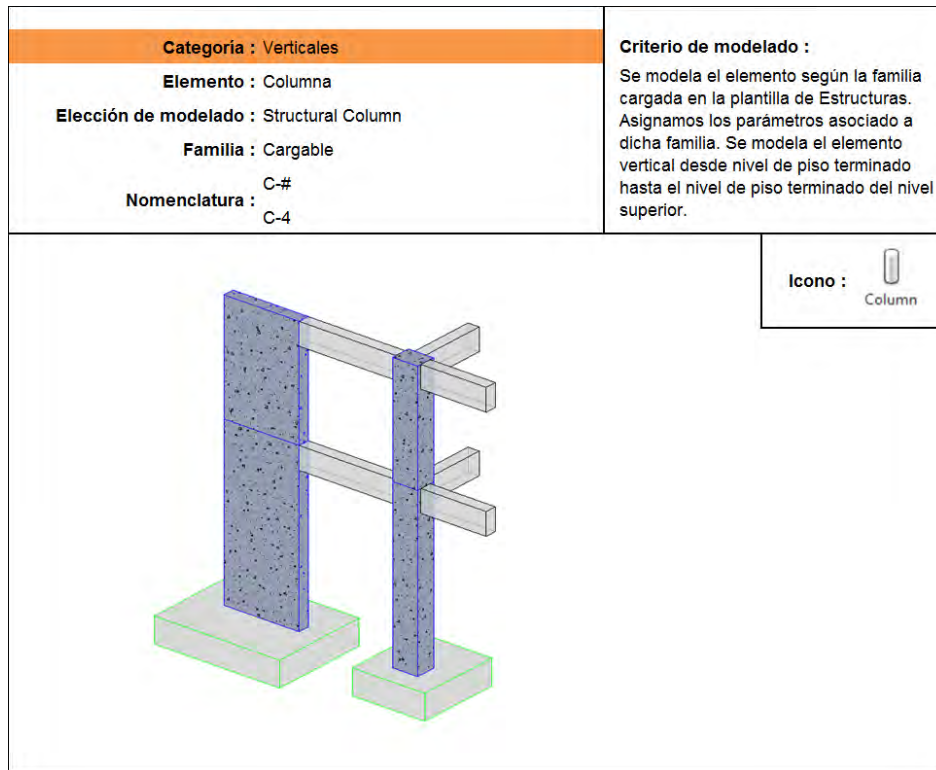 Categoria : Verticales
Elemento : Columna
Elección de modelado : Structural Column
Familia : Cargable
Nomenclatura : C-#
C-4
Criterio de modelado :
Se modela el elemento según la familia
cargada en la plantilla de Estructuras.
Asignamos los parámetros asociado a
dicha familia. Se modela el elemento
vertical desde nivel de piso terminado
hasta el nivel de piso terminado del nivel
superior.
Icono :
Column